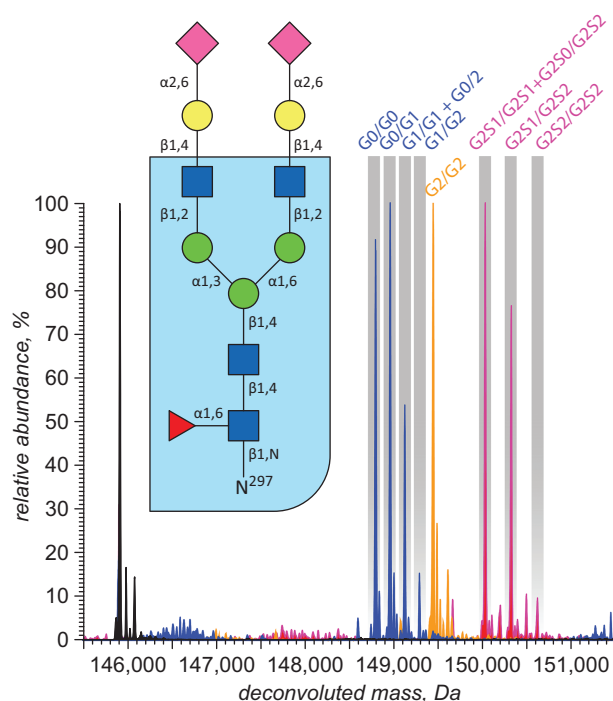 α2,6 α2,6
β1,4 β1,4
β1,2 β1,2
α1,3 α1,6
β1,4
β1,4
α1,6
β1,N
N297
G0/G0
G0/G1
G1/G1 + G0/2
G1/G2
G2/G2
G2S1/G2S1+G2S0/G2S2
G2S1/G2S2
G2S2/G2S2
relative abundance, %
100
90
80
70
60
50
40
30
20
10
0
146,000 147,000 148,000 149,000 150,000 151,000
deconvoluted mass, Da